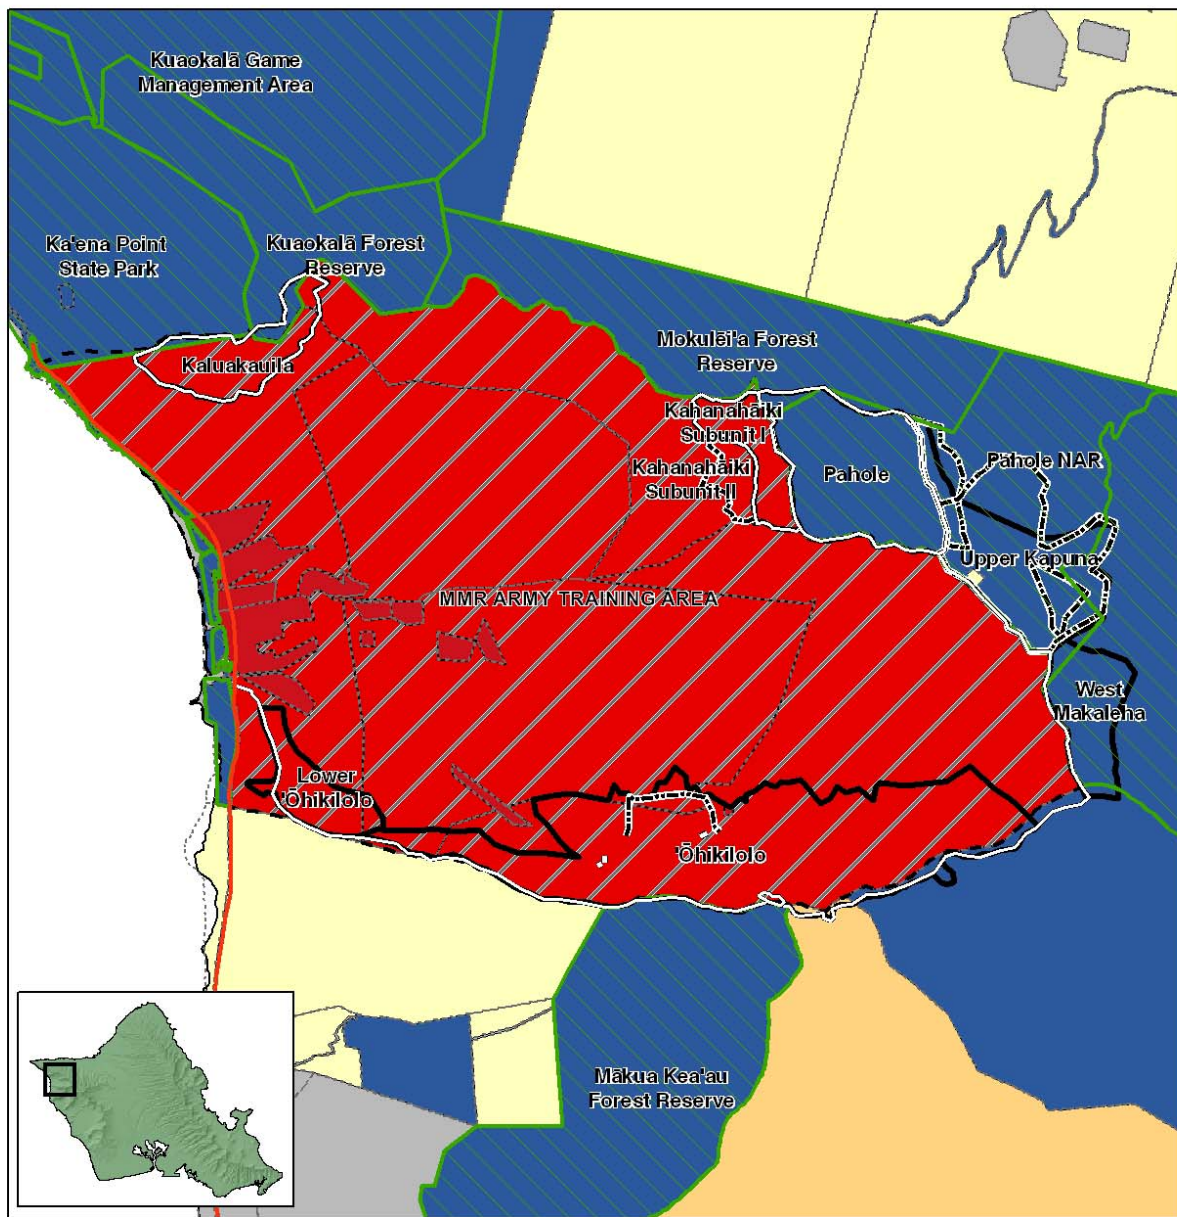 Kuaokalā Game
Management Area
Ka'ena Point
State Park
Kuaokalā Forest
Reserve
Kaluakauila
Mokulēi'a Forest
Reserve
Kahanahāiki
Subunit I
Kahanahāiki
Subunit II
Pahole
Pāhole NAR
Upper Kapuna
MMR ARMY TRAINING AREA
West
Makaleha
Lower
'Ōhikilolo
'Ōhikilolo
Mākua Kea'au
Forest Reserve